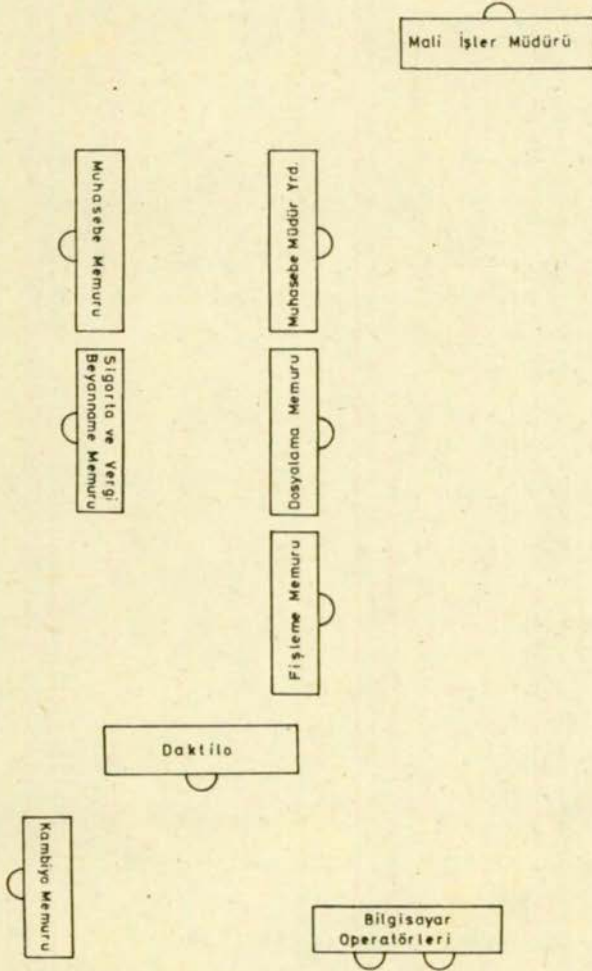 Mali İşler Müdürü
Muhasebe Memuru
Muhasebe Müdür Yrd.
Sigorta ve Vergi
Beyanname Memuru
Dosyalama Memuru
Fişleme Memuru
Daktilo
Kambiyo Memuru
Bilgisayar
Operatörleri